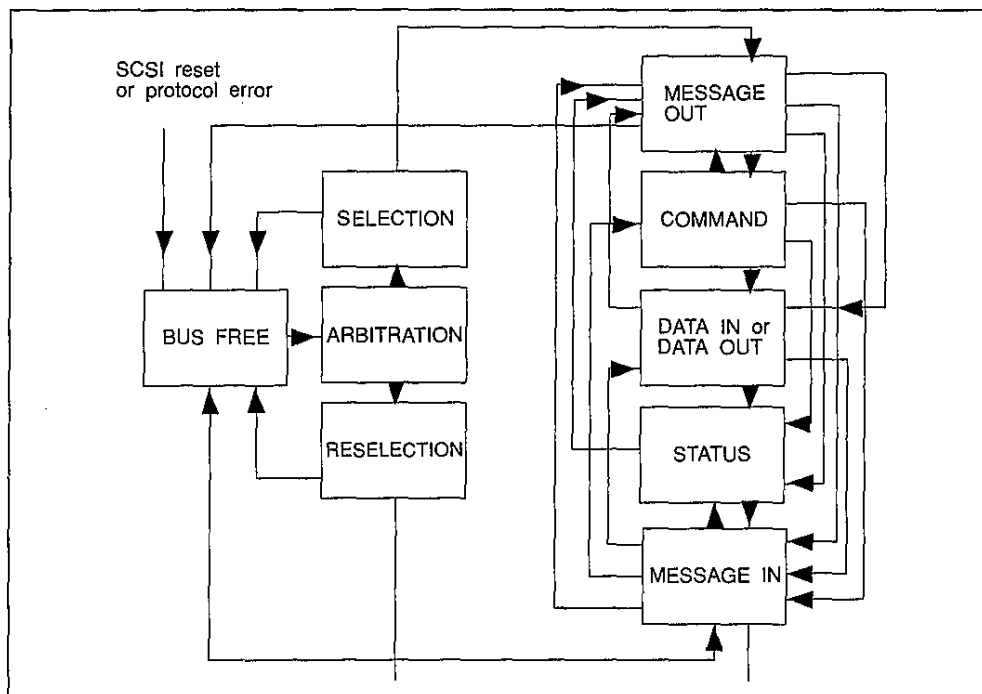 SCSI reset
or protocol error
MESSAGE
OUT
SELECTION
COMMAND
BUS FREE
ARBITRATION
DATA IN or
DATA OUT
RESELECTION
STATUS
MESSAGE IN